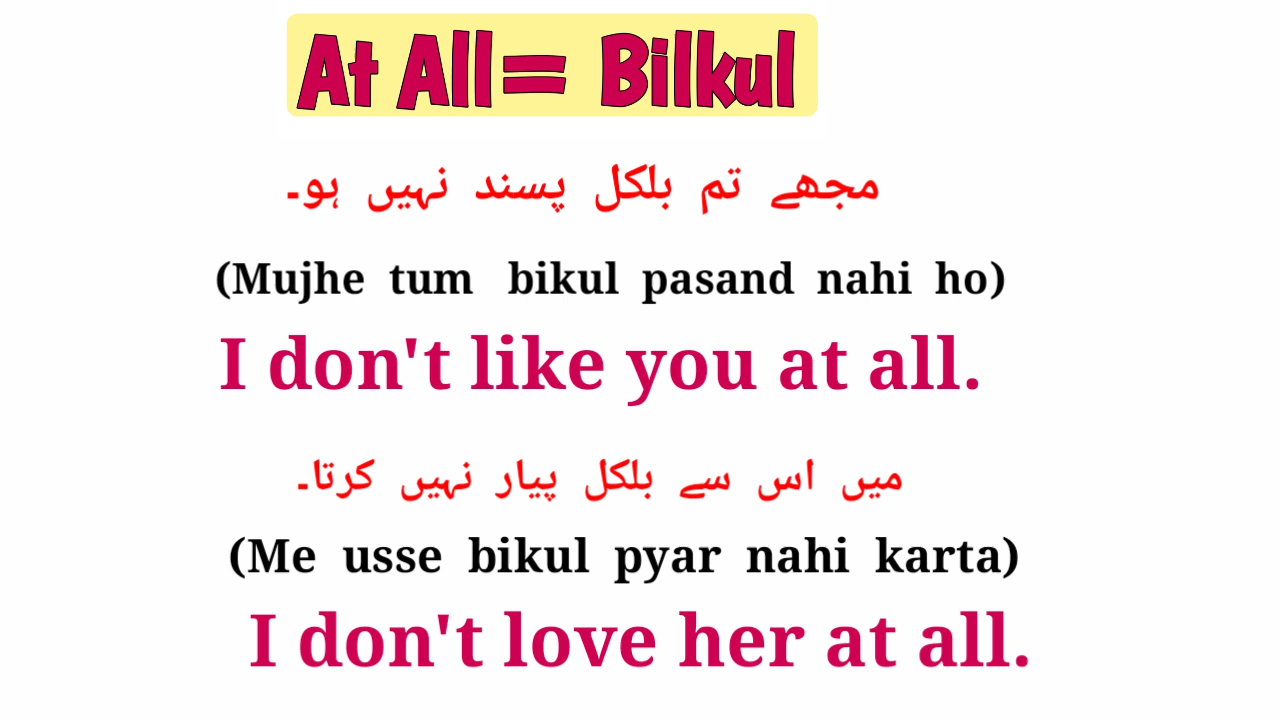 At All= Bilkul
مجھے تم بلکل پسند نہیں ہو۔
(Mujhe tum bikul pasand nahi ho)
I don't like you at all.
میں اس سے بلکل پیار نہیں کرتا۔
(Me usse bikul pyar nahi karta)
I don't love her at all.